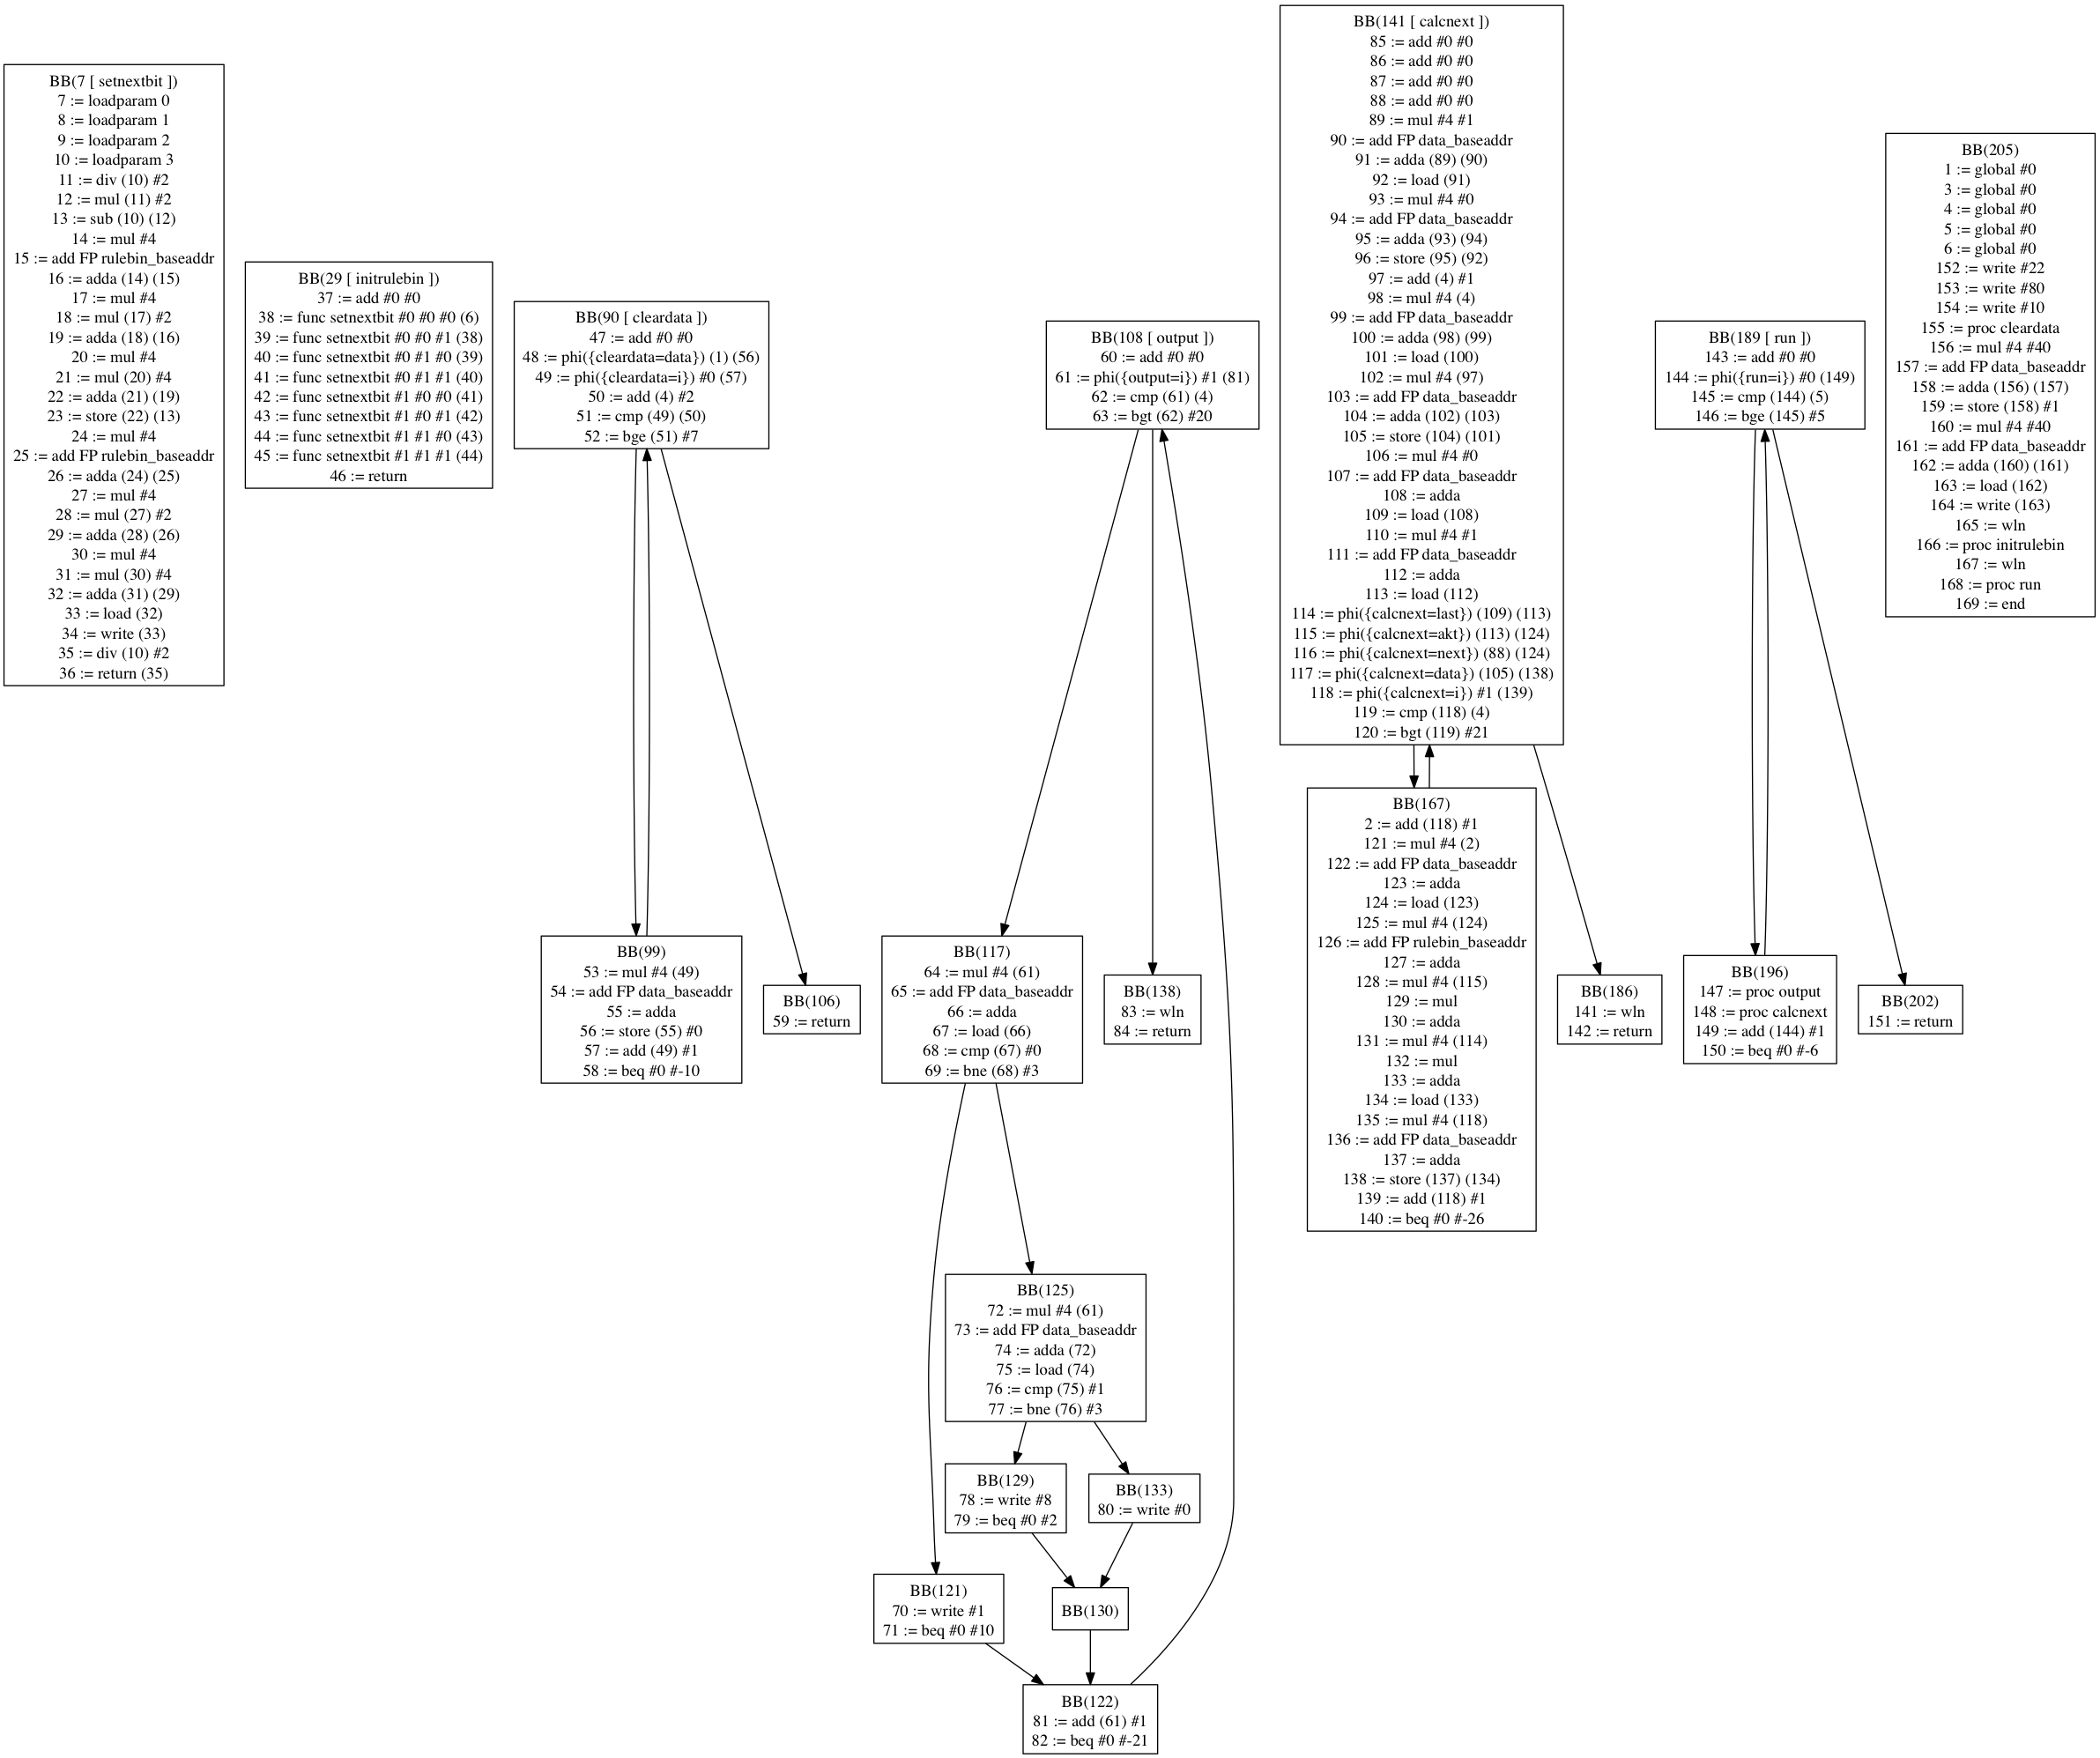 BB(7 [ setnextbit ])
7 := loadparam 0
8 := loadparam 1
9 := loadparam 2
10 := loadparam 3
11 := div (10) #2
12 := mul (11) #2
13 := sub (10) (12)
14 := mul #4
15 := add FP rulebin_baseaddr
16 := adda (14) (15)
17 := mul #4
18 := mul (17) #2
19 := adda (18) (16)
20 := mul #4
21 := mul (20) #4
22 := adda (21) (19)
23 := store (22) (13)
24 := mul #4
25 := add FP rulebin_baseaddr
26 := adda (24) (25)
27 := mul #4
28 := mul (27) #2
29 := adda (28) (26)
30 := mul #4
31 := mul (30) #4
32 := adda (31) (29)
33 := load (32)
34 := write (33)
35 := div (10) #2
36 := return (35)
BB(29 [ initrulebin ])
37 := add #0 #0
38 := func setnextbit #0 #0 #0 (6)
39 := func setnextbit #0 #0 #1 (38)
40 := func setnextbit #0 #1 #0 (39)
41 := func setnextbit #0 #1 #1 (40)
42 := func setnextbit #1 #0 #0 (41)
43 := func setnextbit #1 #0 #1 (42)
44 := func setnextbit #1 #1 #0 (43)
45 := func setnextbit #1 #1 #1 (44)
46 := return
BB(90 [ cleardata ])
47 := add #0 #0
48 := phi({cleardata=data}) (1) (56)
49 := phi({cleardata=i}) #0 (57)
50 := add (4) #2
51 := cmp (49) (50)
52 := bge (51) #7
BB(99)
53 := mul #4 (49)
54 := add FP data_baseaddr
55 := adda
56 := store (55) #0
57 := add (49) #1
58 := beq #0 #-10
BB(106)
59 := return
BB(108 [ output ])
60 := add #0 #0
61 := phi({output=i}) #1 (81)
62 := cmp (61) (4)
63 := bgt (62) #20
BB(117)
64 := mul #4 (61)
65 := add FP data_baseaddr
66 := adda
67 := load (66)
68 := cmp (67) #0
69 := bne (68) #3
BB(138)
83 := wln
84 := return
BB(125)
72 := mul #4 (61)
73 := add FP data_baseaddr
74 := adda (72)
75 := load (74)
76 := cmp (75) #1
77 := bne (76) #3
BB(129)
78 := write #8
79 := beq #0 #2
BB(133)
80 := write #0
BB(121)
70 := write #1
71 := beq #0 #10
BB(130)
BB(122)
81 := add (61) #1
82 := beq #0 #-21
BB(141 [ calcnext ])
85 := add #0 #0
86 := add #0 #0
87 := add #0 #0
88 := add #0 #0
89 := mul #4 #1
90 := add FP data_baseaddr
91 := adda (89) (90)
92 := load (91)
93 := mul #4 #0
94 := add FP data_baseaddr
95 := adda (93) (94)
96 := store (95) (92)
97 := add (4) #1
98 := mul #4 (4)
99 := add FP data_baseaddr
100 := adda (98) (99)
101 := load (100)
102 := mul #4 (97)
103 := add FP data_baseaddr
104 := adda (102) (103)
105 := store (104) (101)
106 := mul #4 #0
107 := add FP data_baseaddr
108 := adda
109 := load (108)
110 := mul #4 #1
111 := add FP data_baseaddr
112 := adda
113 := load (112)
114 := phi({calcnext=last}) (109) (113)
115 := phi({calcnext=akt}) (113) (124)
116 := phi({calcnext=next}) (88) (124)
117 := phi({calcnext=data}) (105) (138)
118 := phi({calcnext=i}) #1 (139)
119 := cmp (118) (4)
120 := bgt (119) #21
BB(167)
2 := add (118) #1
121 := mul #4 (2)
122 := add FP data_baseaddr
123 := adda
124 := load (123)
125 := mul #4 (124)
126 := add FP rulebin_baseaddr
127 := adda
128 := mul #4 (115)
129 := mul
130 := adda
131 := mul #4 (114)
132 := mul
133 := adda
134 := load (133)
135 := mul #4 (118)
136 := add FP data_baseaddr
137 := adda
138 := store (137) (134)
139 := add (118) #1
140 := beq #0 #-26
BB(186)
141 := wln
142 := return
BB(189 [ run ])
143 := add #0 #0
144 := phi({run=i}) #0 (149)
145 := cmp (144) (5)
146 := bge (145) #5
BB(196)
147 := proc output
148 := proc calcnext
149 := add (144) #1
150 := beq #0 #-6
BB(202)
151 := return
BB(205)
1 := global #0
3 := global #0
4 := global #0
5 := global #0
6 := global #0
152 := write #22
153 := write #80
154 := write #10
155 := proc cleardata
156 := mul #4 #40
157 := add FP data_baseaddr
158 := adda (156) (157)
159 := store (158) #1
160 := mul #4 #40
161 := add FP data_baseaddr
162 := adda (160) (161)
163 := load (162)
164 := write (163)
165 := wln
166 := proc initrulebin
167 := wln
168 := proc run
169 := end